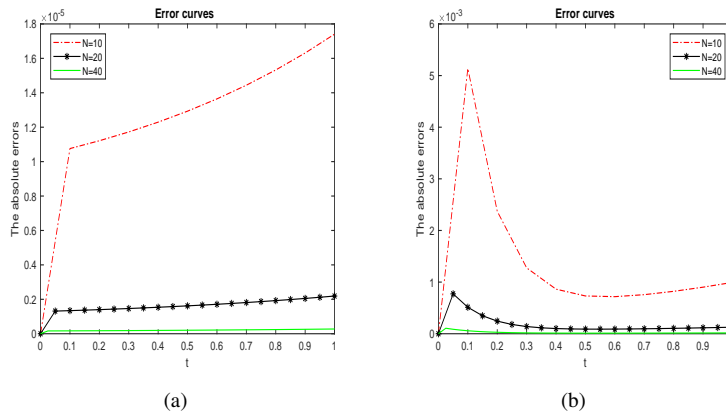 ×10⁻⁵
Error curves
1.8
1.6
1.4
1.2
1
0.8
0.6
0.4
0.2
0
The absolute errors
N=10
N=20
N=40
0 0.1 0.2 0.3 0.4 0.5 0.6 0.7 0.8 0.9 1
t
(a)
×10⁻³
Error curves
6
5
4
3
2
1
0
The absolute errors
N=10
N=20
N=40
0 0.1 0.2 0.3 0.4 0.5 0.6 0.7 0.8 0.9
t
(b)